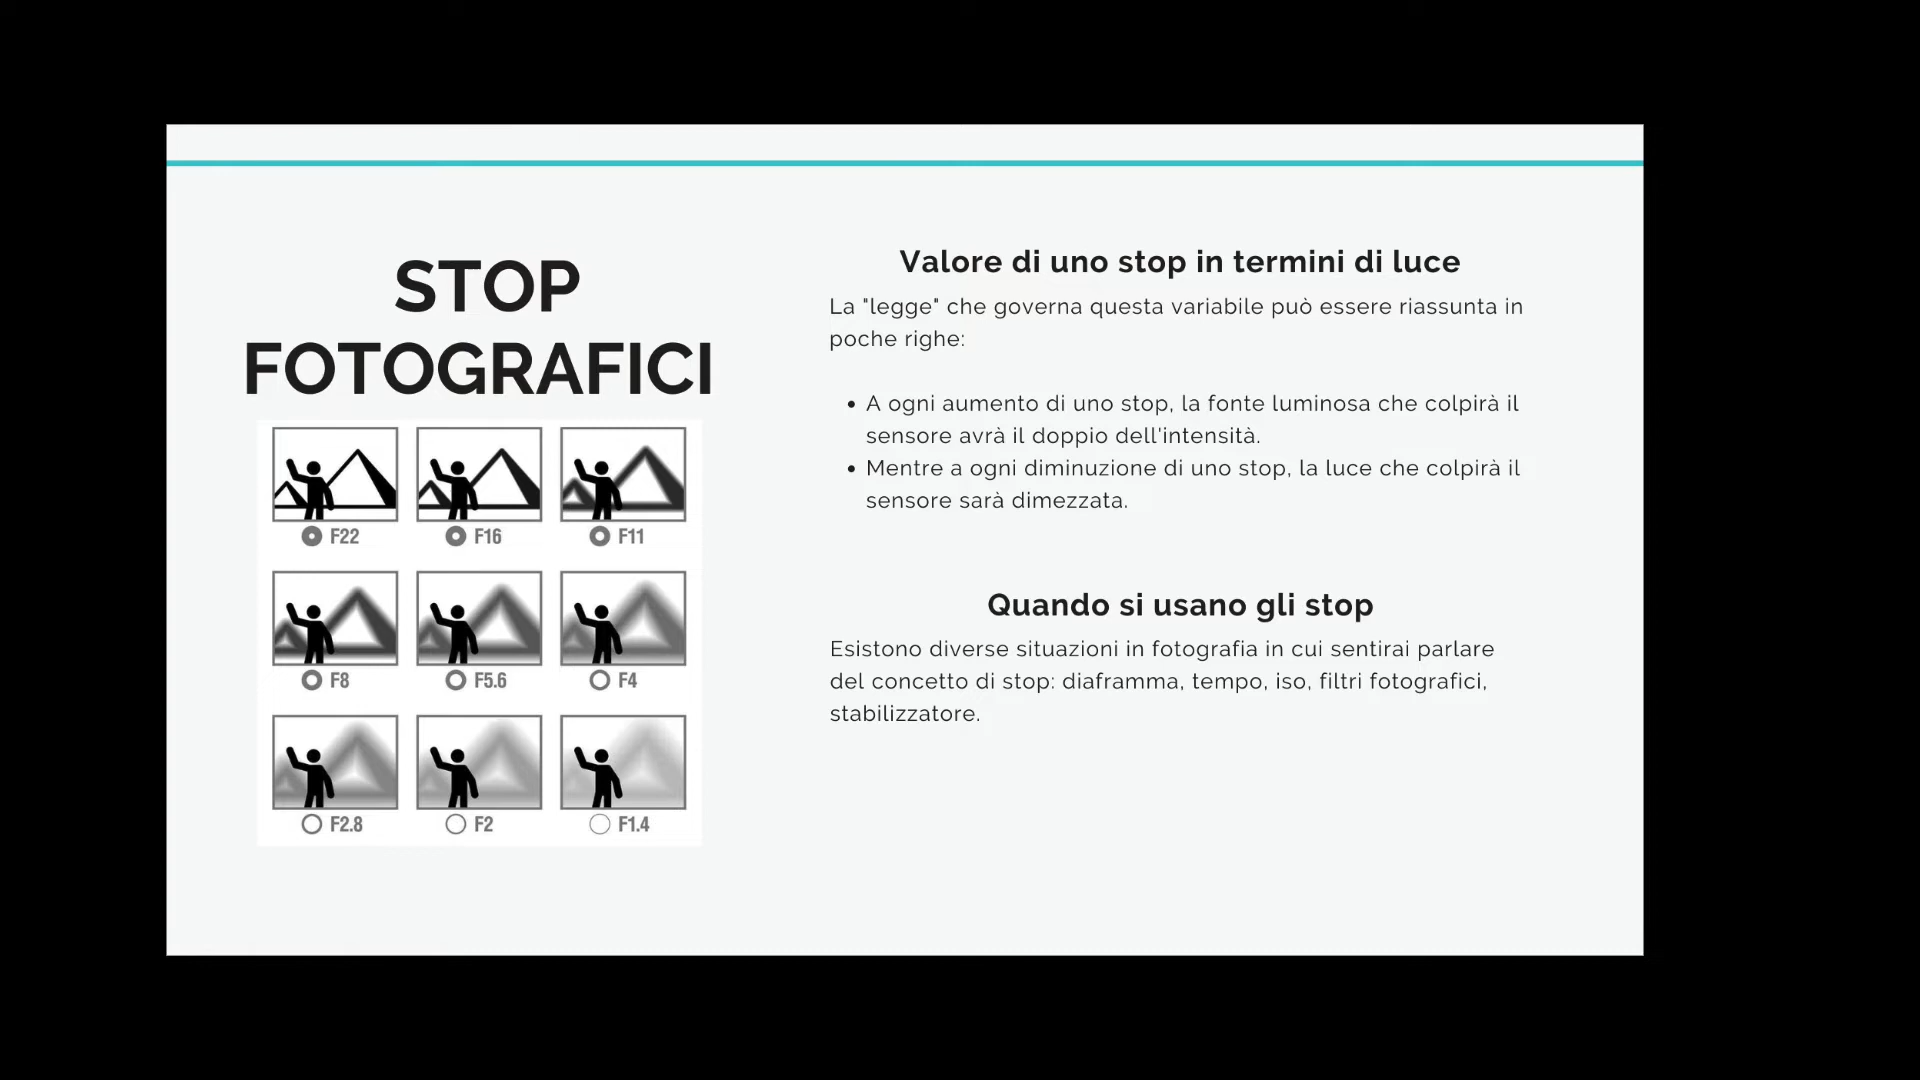 STOP
FOTOGRAFICI
F22 F16 F11
F8 F5.6 F4
F2.8 F2 F1.4
Valore di uno stop in termini di luce
La "legge" che governa questa variabile può essere riassunta in
poche righe:
• A ogni aumento di uno stop, la fonte luminosa che colpirà il
sensore avrà il doppio dell'intensità.
• Mentre a ogni diminuzione di uno stop, la luce che colpirà il
sensore sarà dimezzata.
Quando si usano gli stop
Esistono diverse situazioni in fotografia in cui sentirai parlare
del concetto di stop: diaframma, tempo, iso, filtri fotografici,
stabilizzatore.